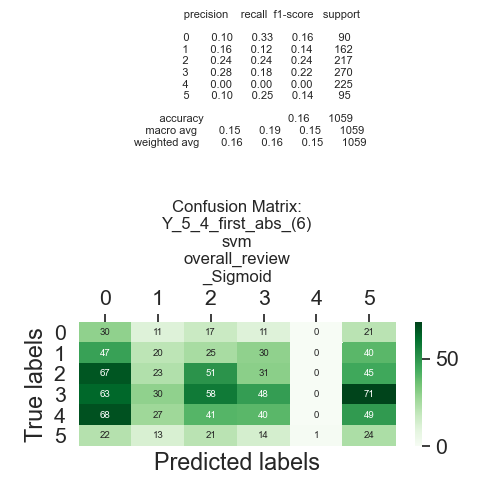 precision recall f1-score support
0 0.10 0.33 0.16 90
1 0.16 0.12 0.14 162
2 0.24 0.24 0.24 217
3 0.28 0.18 0.22 270
4 0.00 0.00 0.00 225
5 0.10 0.25 0.14 95
accuracy 0.16 1059
macro avg 0.15 0.19 0.15 1059
weighted avg 0.16 0.16 0.15 1059
Confusion Matrix:
Y_5_4_first_abs_(6)
svm
overall_review
_Sigmoid
0 1 2 3 4 5
True labels
0 30 11 17 11 0 21
1 47 20 25 30 0 40
2 67 23 51 31 0 45
3 63 30 58 48 0 71
4 68 27 41 40 0 49
5 22 13 21 14 1 24
Predicted labels
50
0